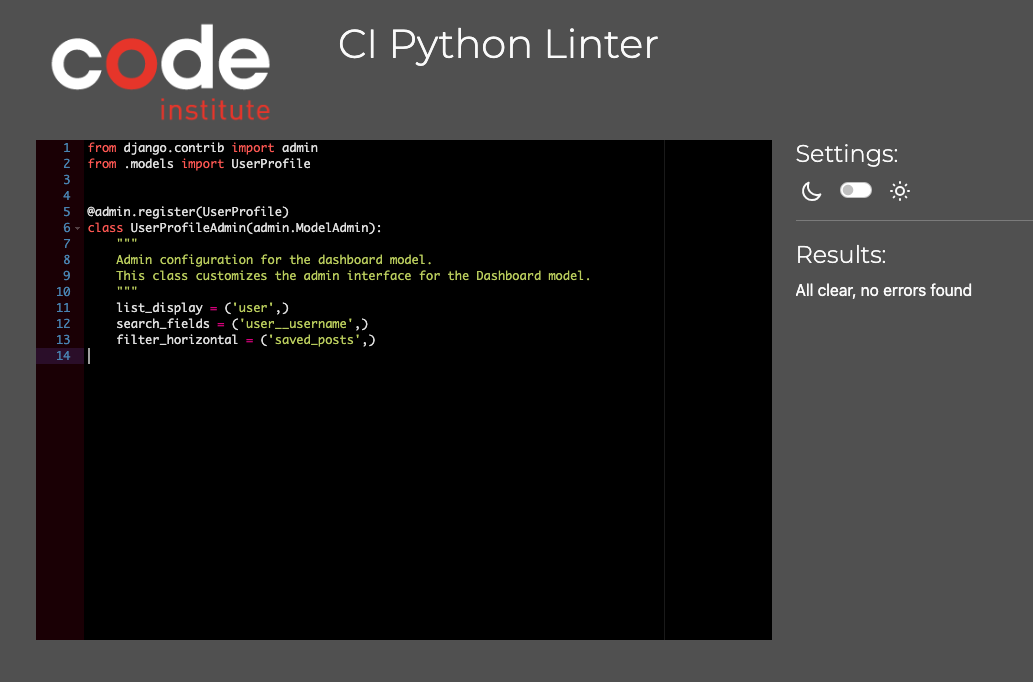 code
institute
CI Python Linter
1 from django.contrib import admin
2 from .models import UserProfile
3
4
5 @admin.register(UserProfile)
6 class UserProfileAdmin(admin.ModelAdmin):
7     """
8     Admin configuration for the dashboard model.
9     This class customizes the admin interface for the Dashboard model.
10     """
11     list_display = ('user',)
12     search_fields = ('user__username',)
13     filter_horizontal = ('saved_posts',)
14
Settings:
Results:
All clear, no errors found